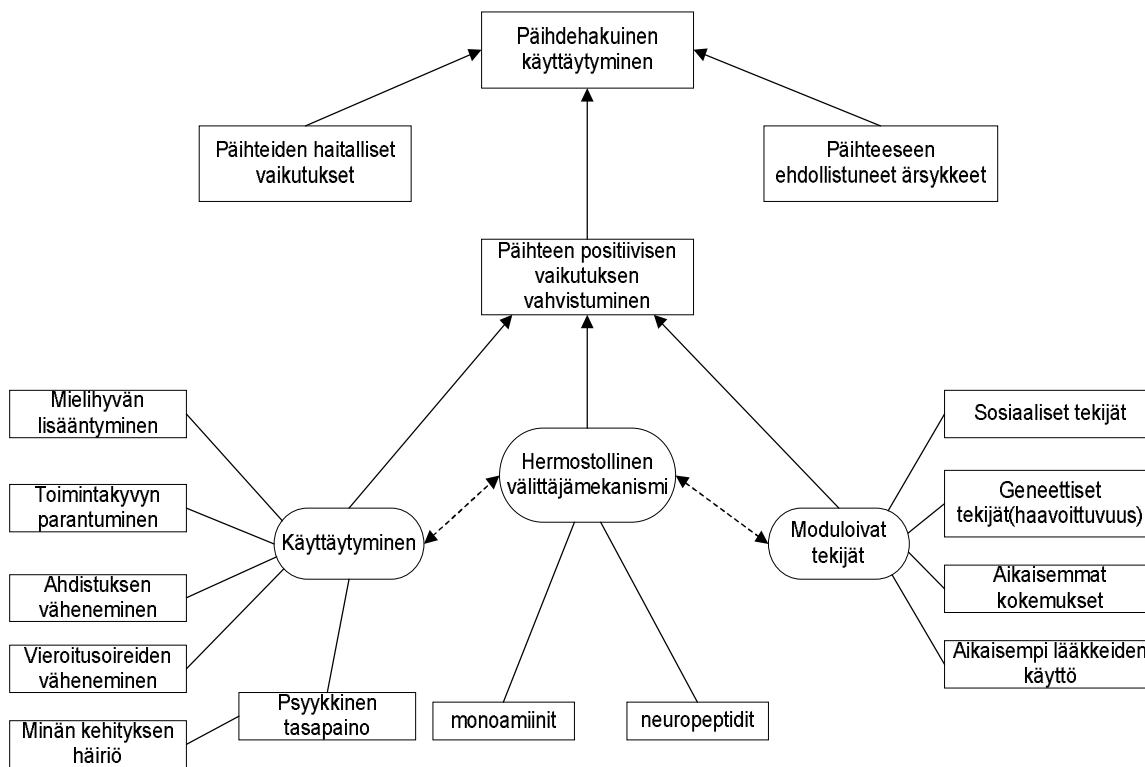 Päihdehakuinen
käyttäytyminen
Päihteiden haitalliset
vaikutukset
Päihteeseen
ehdollistuneet ärsykkeet
Päihteen positiivisen
vaikutuksen
vahvistuminen
Mielihyvän
lisääntyminen
Toimintakyvyn
parantuminen
Ahdistuksen
väheneminen
Vieroitusoireiden
väheneminen
Minän kehityksen
häiriö
Psyykkinen
tasapaino
Käyttäytyminen
Hermostollinen
välittäjämekanismi
monoamiinit
neuropeptidit
Moduloivat
tekijät
Sosiaaliset tekijät
Geneettiset
tekijät(haavoittuvuus)
Aikaisemmat
kokemukset
Aikaisempi lääkkeiden
käyttö